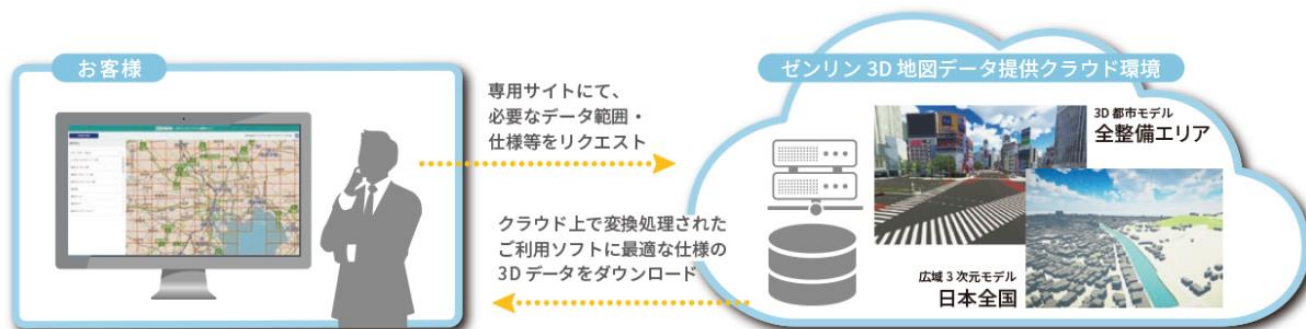 お客様
専用サイトにて、
必要なデータ範囲・
仕様等をリクエスト
クラウド上で変換処理された
ご利用ソフトに最適な仕様の
3Dデータをダウンロード
ゼンリン3D地図データ提供クラウド環境
3D都市モデル
全整備エリア
広域3次元モデル
日本全国